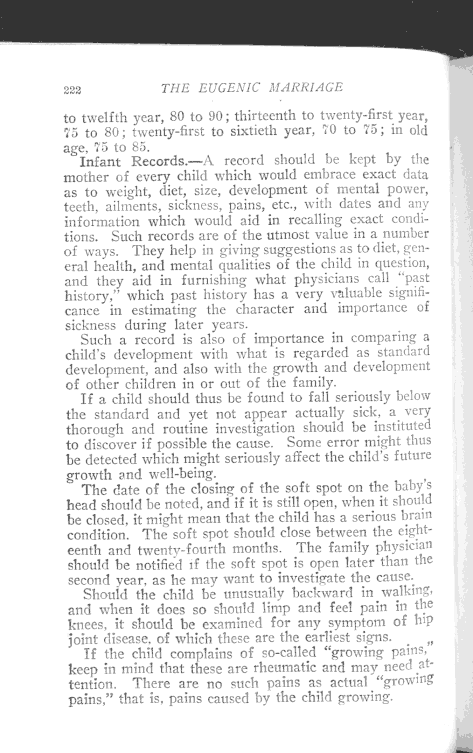 222 THE EUGENIC MARRIAGE
to twelfth year, 80 to 90; thirteenth to twenty-first year,
75 to 80; twenty-first to sixtieth year, 70 to 75; in old
age, 75 to 85.
Infant Records.—A record should be kept by the
mother of every child which would embrace exact data
as to weight, diet, size, development of mental power,
teeth, ailments, sickness, pains, etc., with dates and any
information which would aid in recalling exact condi-
tions. Such records are of the utmost value in a number
of ways. They help in giving suggestions as to diet, gen-
eral health, and mental qualities of the child in question,
and they aid in furnishing what physicians call "past
history," which past history has a very valuable signifi-
cance in estimating the character and importance of
sickness during later years.
Such a record is also of importance in comparing a
child's development with what is regarded as standard
development, and also with the growth and development
of other children in or out of the family.
If a child should thus be found to fall seriously below
the standard and yet not appear actually sick, a very
thorough and routine investigation should be instituted
to discover if possible the cause. Some error might thus
be detected which might seriously affect the child's future
growth and well-being.
The date of the closing of the soft spot on the baby's
head should be noted, and if it is still open, when it should
be closed, it might mean that the child has a serious brain
condition. The soft spot should close between the eight-
eenth and twenty-fourth months. The family physician
should be notified if the soft spot is open later than the
second year, as he may want to investigate the cause.
Should the child be unusually backward in walking,
and when it does so should limp and feel pain in the
knees, it should be examined for any symptom of hip
joint disease, of which these are the earliest signs.
If the child complains of so-called "growing pains,"
keep in mind that these are rheumatic and may need at-
tention. There are no such pains as actual "growing
pains," that is, pains caused by the child growing.